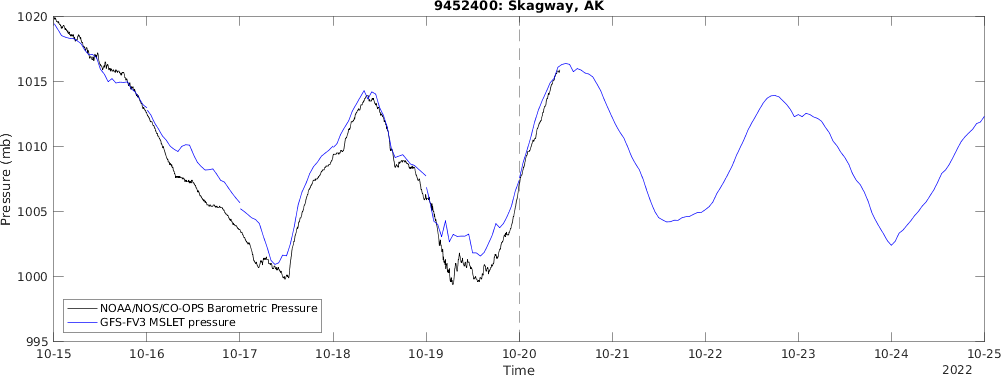 9452400: Skagway, AK
1020
1015
1010
1005
1000
995
Pressure (mb)
NOAA/NOS/CO-OPS Barometric Pressure
GFS-FV3 MSLET pressure
10-15 10-16 10-17 10-18 10-19 10-20 10-21 10-22 10-23 10-24 10-25
Time
2022